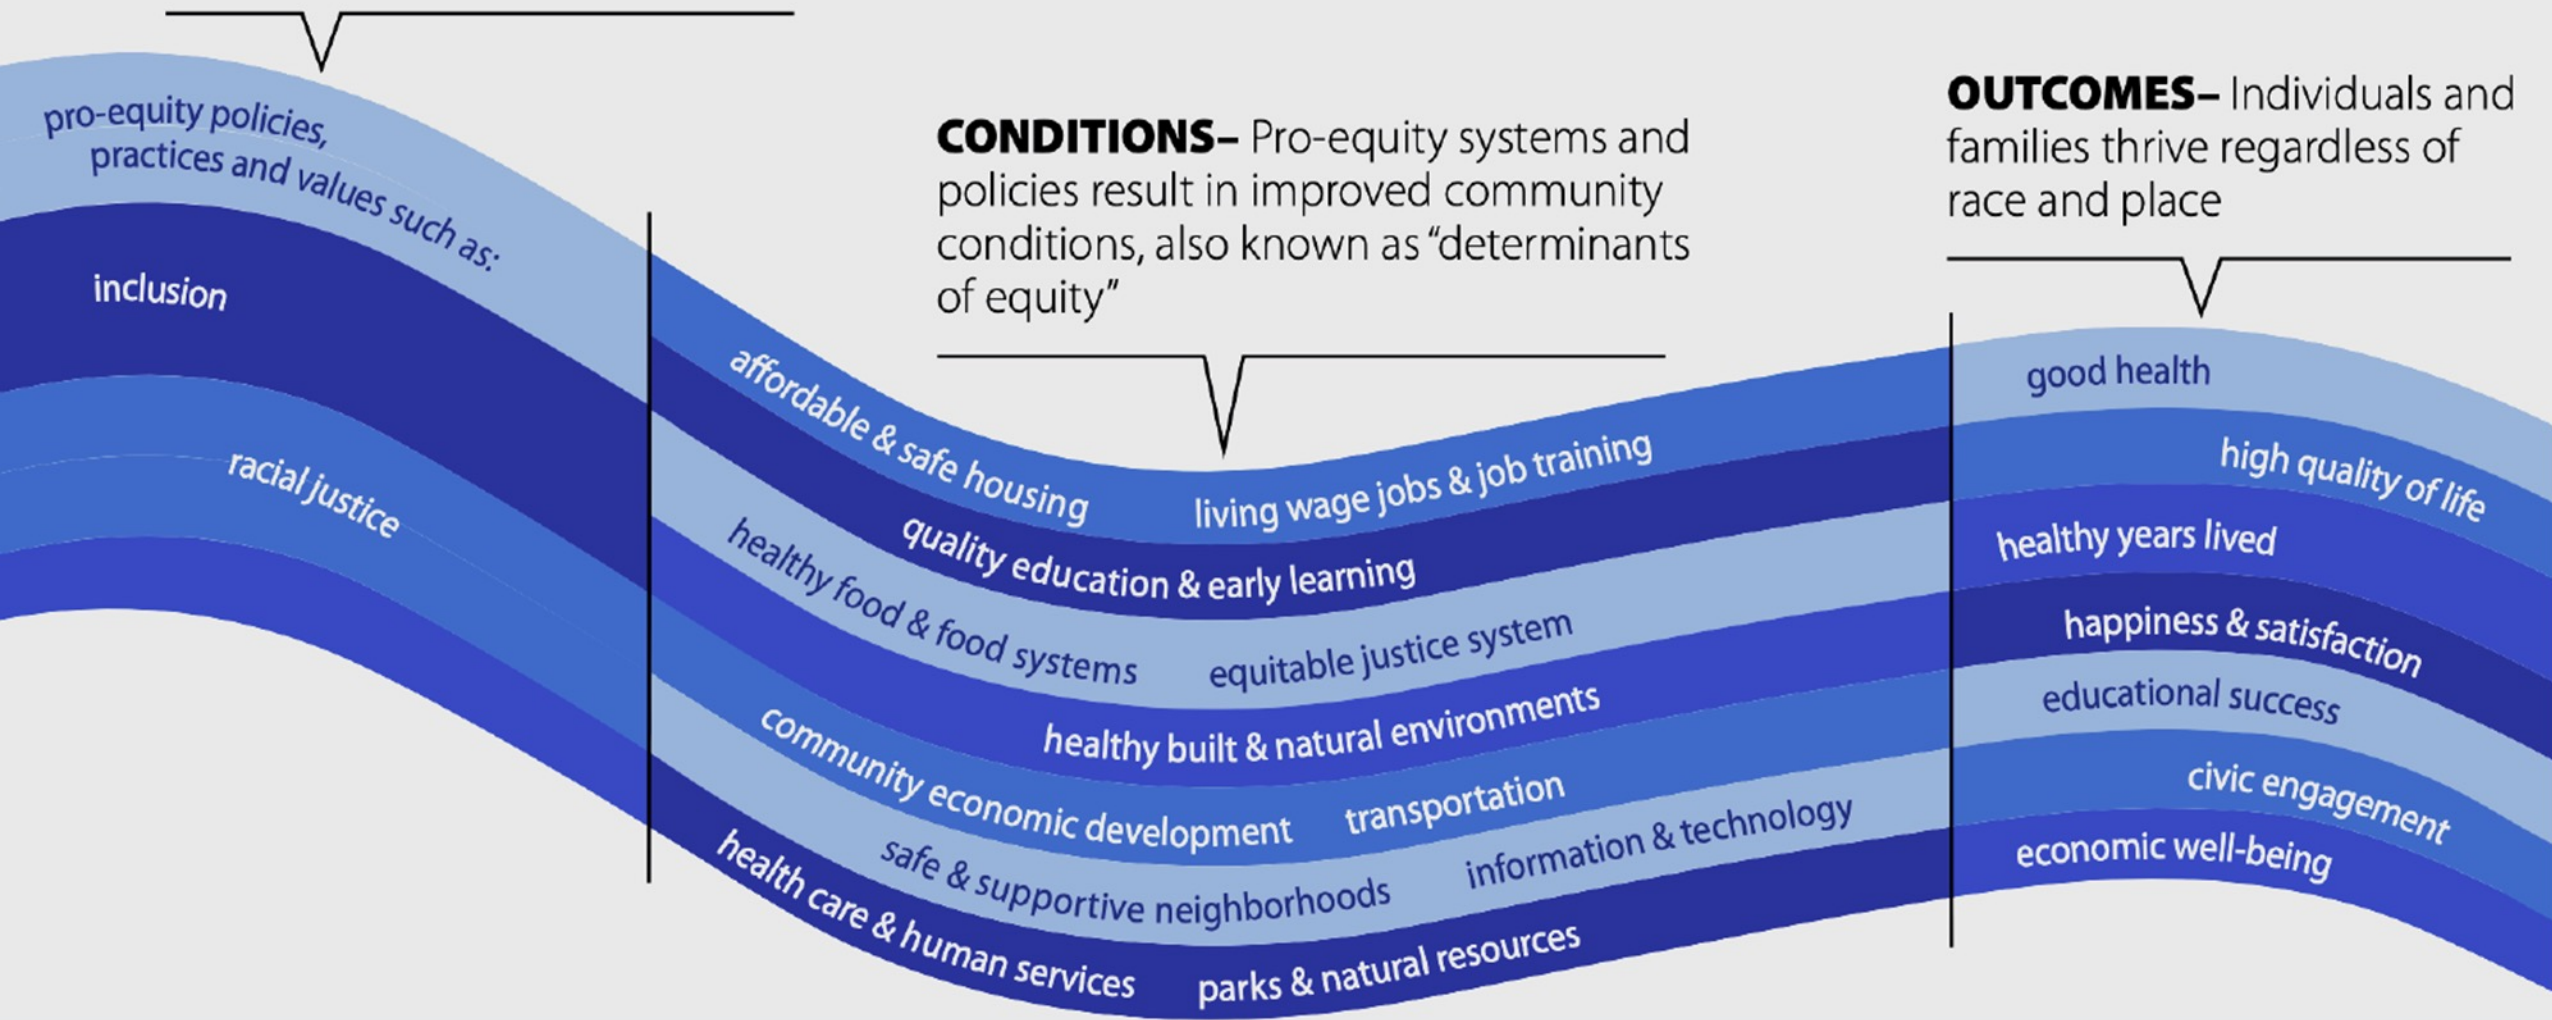 pro-equity policies,
practices and values such as:
inclusion
racial justice
CONDITIONS– Pro-equity systems and
policies result in improved community
conditions, also known as “determinants
of equity”
affordable & safe housing
living wage jobs & job training
quality education & early learning
healthy food & food systems
equitable justice system
healthy built & natural environments
community economic development
transportation
safe & supportive neighborhoods
information & technology
health care & human services
parks & natural resources
OUTCOMES– Individuals and
families thrive regardless of
race and place
good health
high quality of life
healthy years lived
happiness & satisfaction
educational success
civic engagement
economic well-being